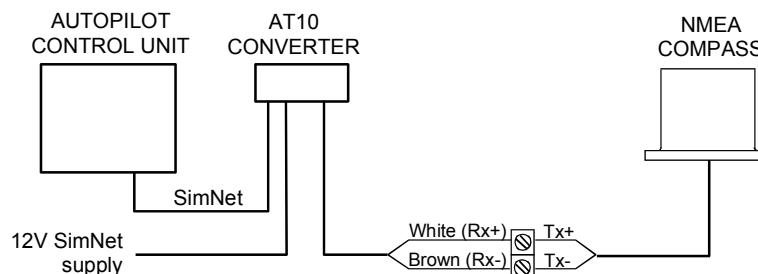 AUTOPILOT
CONTROL UNIT
AT10
CONVERTER
NMEA
COMPASS
SimNet
12V SimNet
supply
White (Rx+)
Tx+
Brown (Rx-)
Tx-